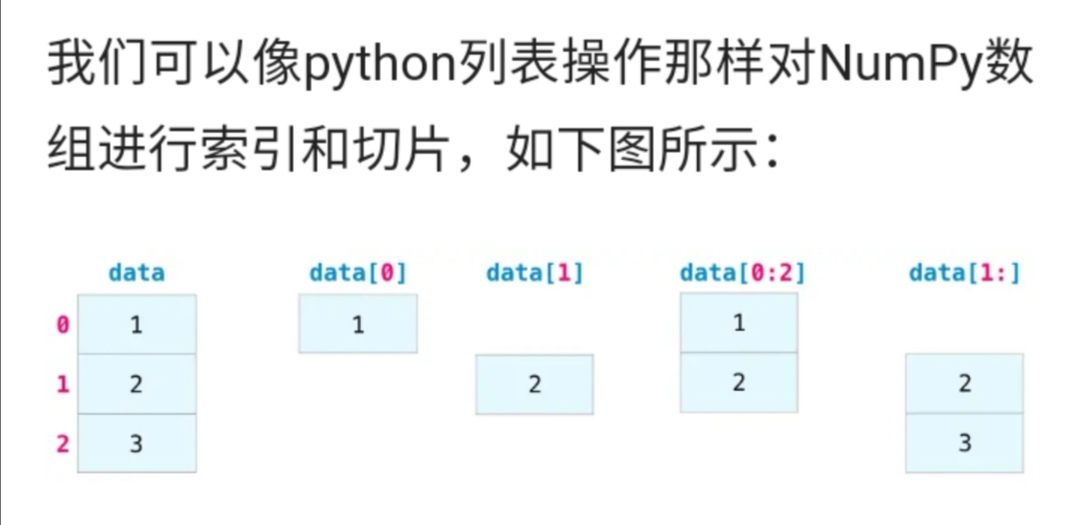 我们可以像python列表操作那样对NumPy数
组进行索引和切片，如下图所示：
data data[0] data[1] data[0:2] data[1:]
0 1 1 1
1 2 2 2 2
2 3 3